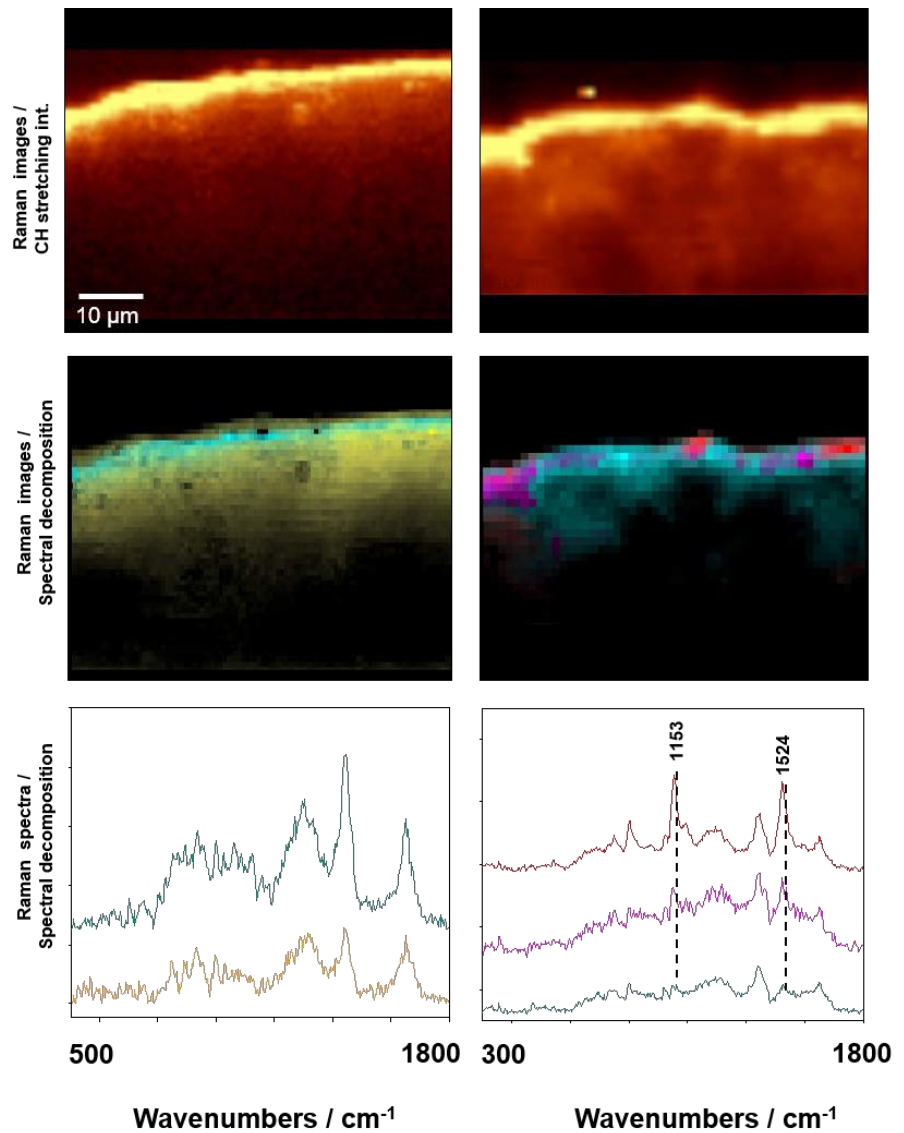 Raman images /
CH stretching int.
10 µm
Raman images /
Spectral decomposition
Raman spectra /
Spectral decomposition
1153
1524
500
1800
300
1800
Wavenumbers / cm-1
Wavenumbers / cm-1